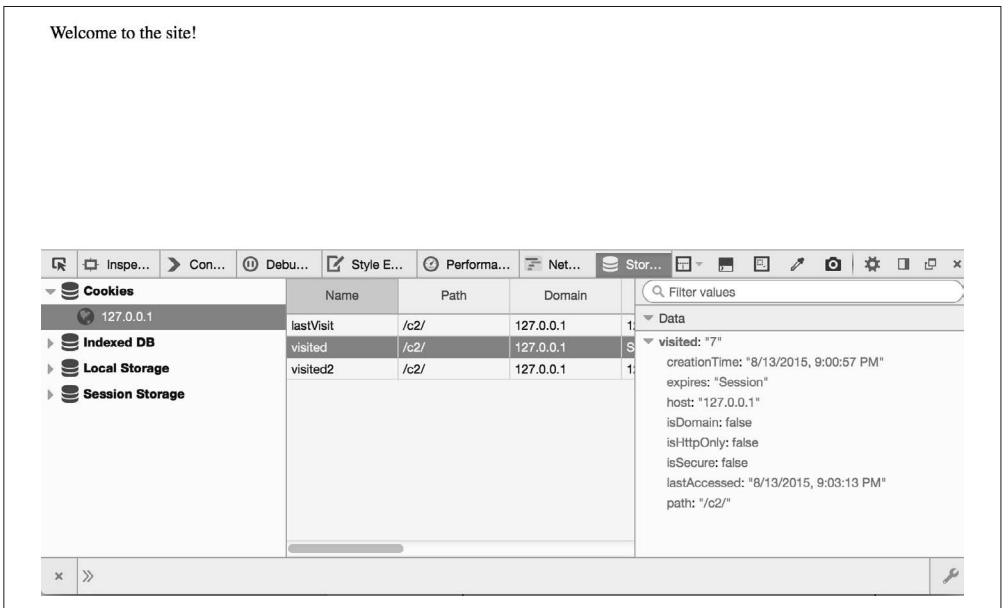 Welcome to the site!
Inspe... Con... Debu... Style E... Performa... Net... Stor...
Cookies
127.0.0.1
Indexed DB
Local Storage
Session Storage
Name Path Domain
lastVisit /c2/ 127.0.0.1 1
visited /c2/ 127.0.0.1 S
visited2 /c2/ 127.0.0.1 1
Filter values
Data
visited: "7"
creationTime: "8/13/2015, 9:00:57 PM"
expires: "Session"
host: "127.0.0.1"
isDomain: false
isHttpOnly: false
isSecure: false
lastAccessed: "8/13/2015, 9:03:13 PM"
path: "/c2/"